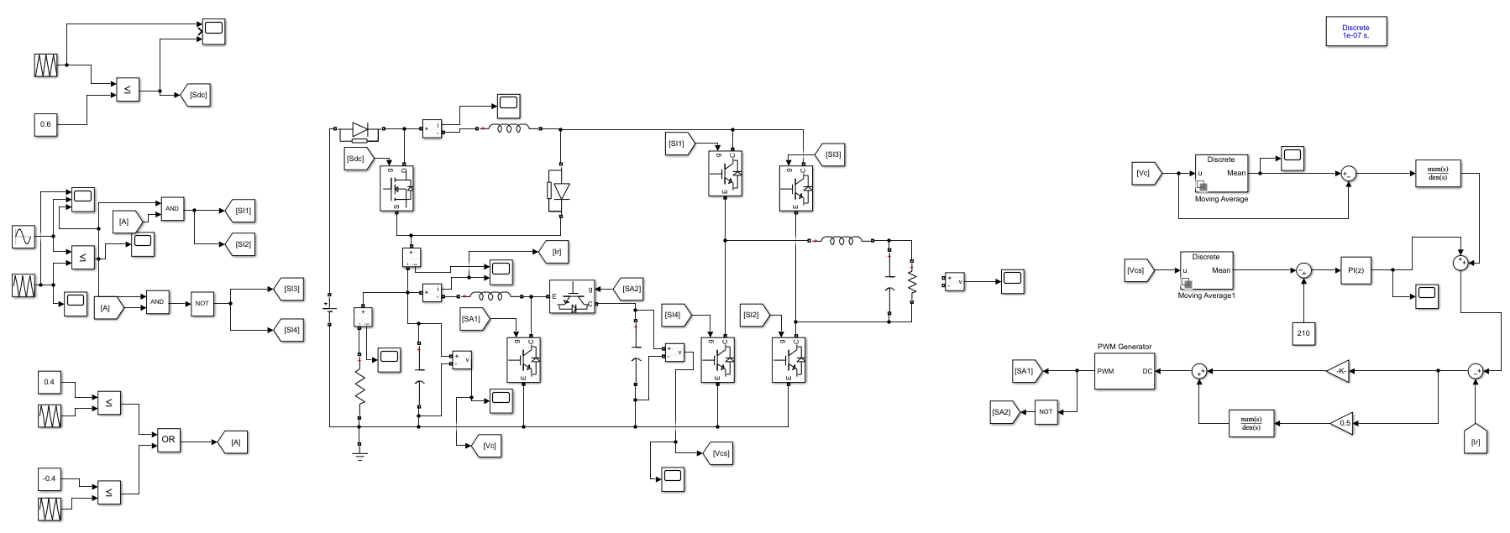 Discrete
1e-07 s.
≤
[Sdc]
0.6
[Sdc]
g
D
S
i
+
-
[SI1]
g
C
E
[SI3]
g
C
E
AND
[A]
[SI1]
[SI2]
≤
[A]
AND
NOT
[SI3]
[SI4]
[Ir]
[SA2]
E
C
g
[SA1]
g
C
E
v
[Vc]
v
[Vcs]
[SI4]
g
C
E
[SI2]
g
C
E
v
0.4
≤
OR
[A]
-0.4
≤
[Vc]
Discrete
u
Mean
Moving Average
num(s)
den(s)
[Vcs]
Discrete
u
Mean
Moving Average1
PI(z)
210
PWM Generator
[SA1]
PWM
DC
-K-
[SA2]
NOT
num(s)
den(s)
0.5
[Ir]